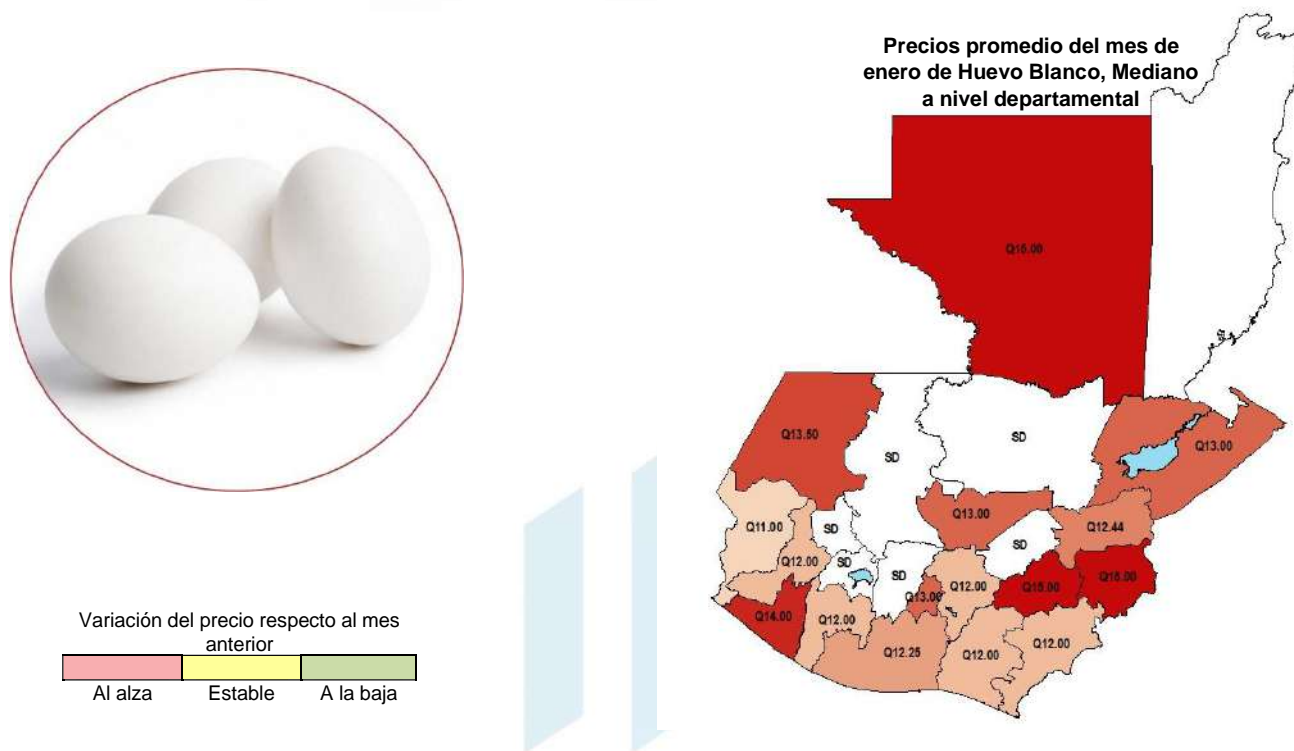 Precios promedio del mes de
enero de Huevo Blanco, Mediano
a nivel departamental
Q15.00
Q13.50
SD
SD
Q13.00
Q13.00
Q11.00
SD
Q12.44
SD
Q12.00
SD
SD
Q12.00
Q15.00
Q15.00
Q13.00
Q14.00
Q12.00
Q12.25
Q12.00
Q12.00
Variación del precio respecto al mes
anterior
Al alza Estable A la baja